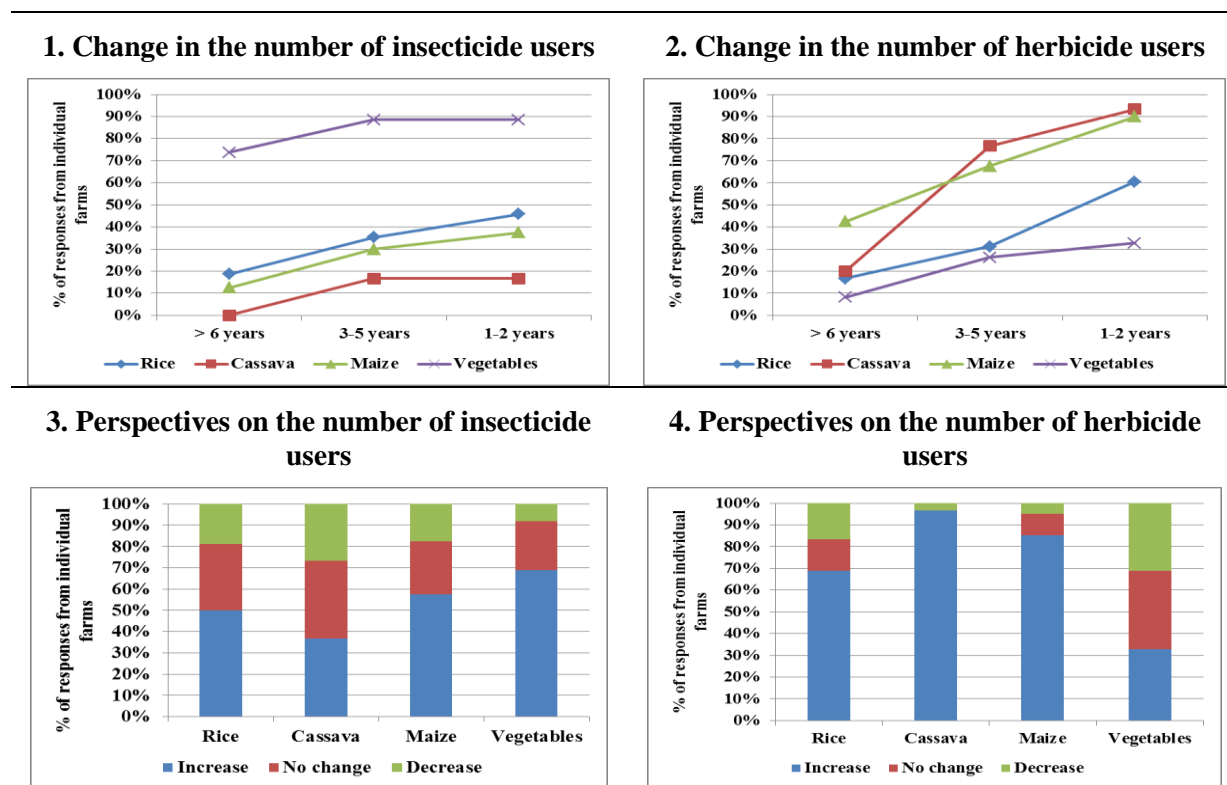 1. Change in the number of insecticide users
% of responses from individual
farms
100%
90%
80%
70%
60%
50%
40%
30%
20%
10%
0%
> 6 years 3-5 years 1-2 years
Rice Cassava Maize Vegetables
2. Change in the number of herbicide users
% of responses from individual
farms
100%
90%
80%
70%
60%
50%
40%
30%
20%
10%
0%
> 6 years 3-5 years 1-2 years
Rice Cassava Maize Vegetables
3. Perspectives on the number of insecticide
users
% of responses from individual
farms
100%
90%
80%
70%
60%
50%
40%
30%
20%
10%
0%
Rice Cassava Maize Vegetables
Increase No change Decrease
4. Perspectives on the number of herbicide
users
% of responses from individual
farms
100%
90%
80%
70%
60%
50%
40%
30%
20%
10%
0%
Rice Cassava Maize Vegetables
Increase No change Decrease